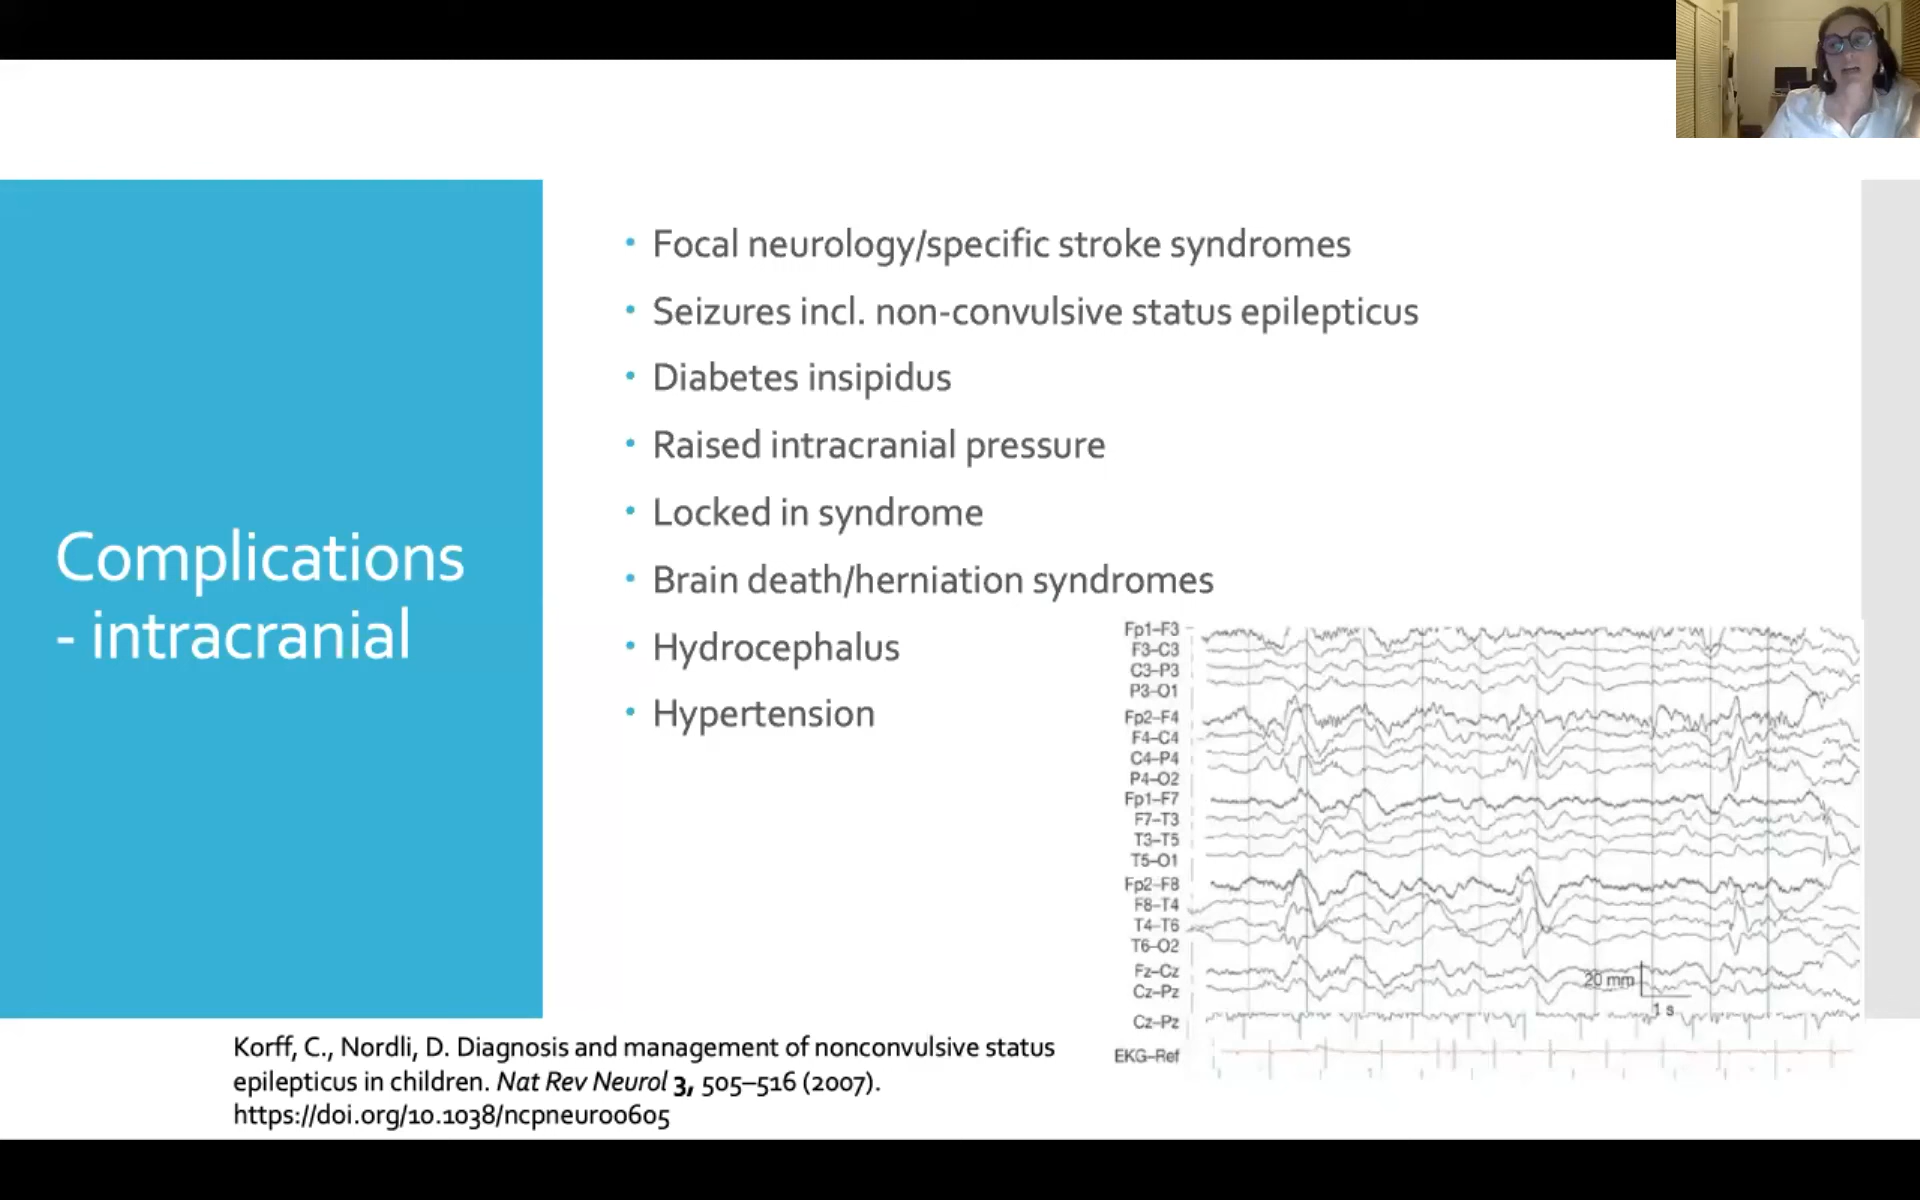 Complications
- intracranial
• Focal neurology/specific stroke syndromes
• Seizures incl. non-convulsive status epilepticus
• Diabetes insipidus
• Raised intracranial pressure
• Locked in syndrome
• Brain death/herniation syndromes
• Hydrocephalus
• Hypertension
Fp1–F3
F3–C3
C3–P3
P3–O1
Fp2–F4
F4–C4
C4–P4
P4–O2
Fp1–F7
F7–T3
T3–T5
T5–O1
Fp2–F8
F8–T4
T4–T6
T6–O2
Fz–Cz
Cz–Pz
Cz–Pz
EKG–Ref
20 mm
1 s
Korff, C., Nordli, D. Diagnosis and management of nonconvulsive status
epilepticus in children. Nat Rev Neurol 3, 505–516 (2007).
https://doi.org/10.1038/ncpneuro0605